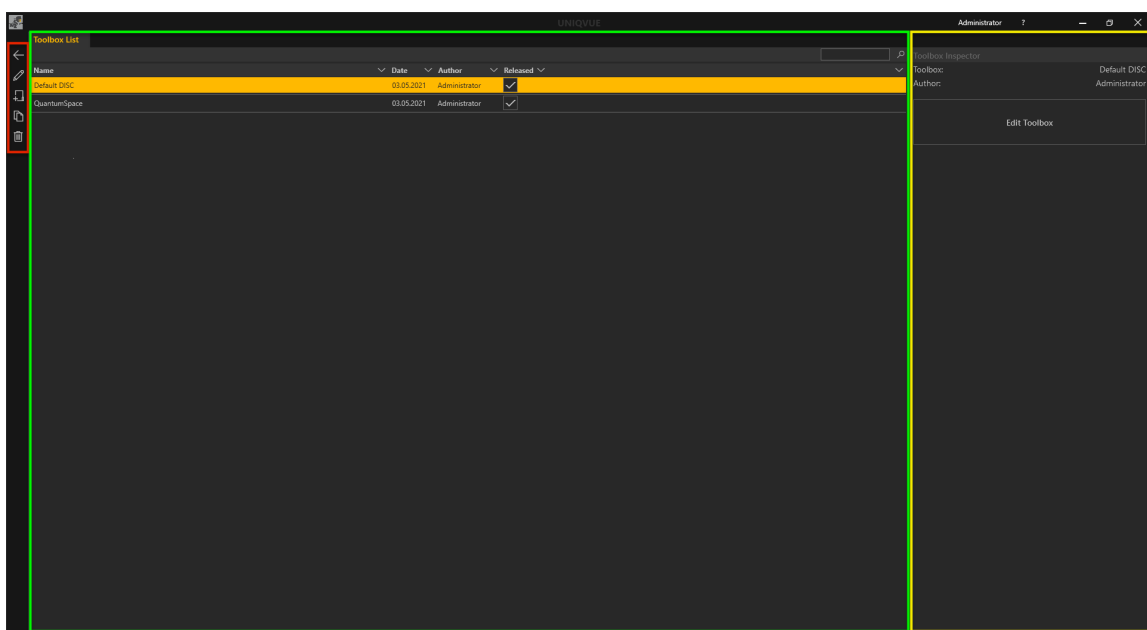 UNIQVUE
Administrator ?
Toolbox List
Toolbox Inspector
Name Date Author Released
Toolbox: Default DISC
Default DISC 03.05.2021 Administrator
Author: Administrator
QuantumSpace 03.05.2021 Administrator
Edit Toolbox